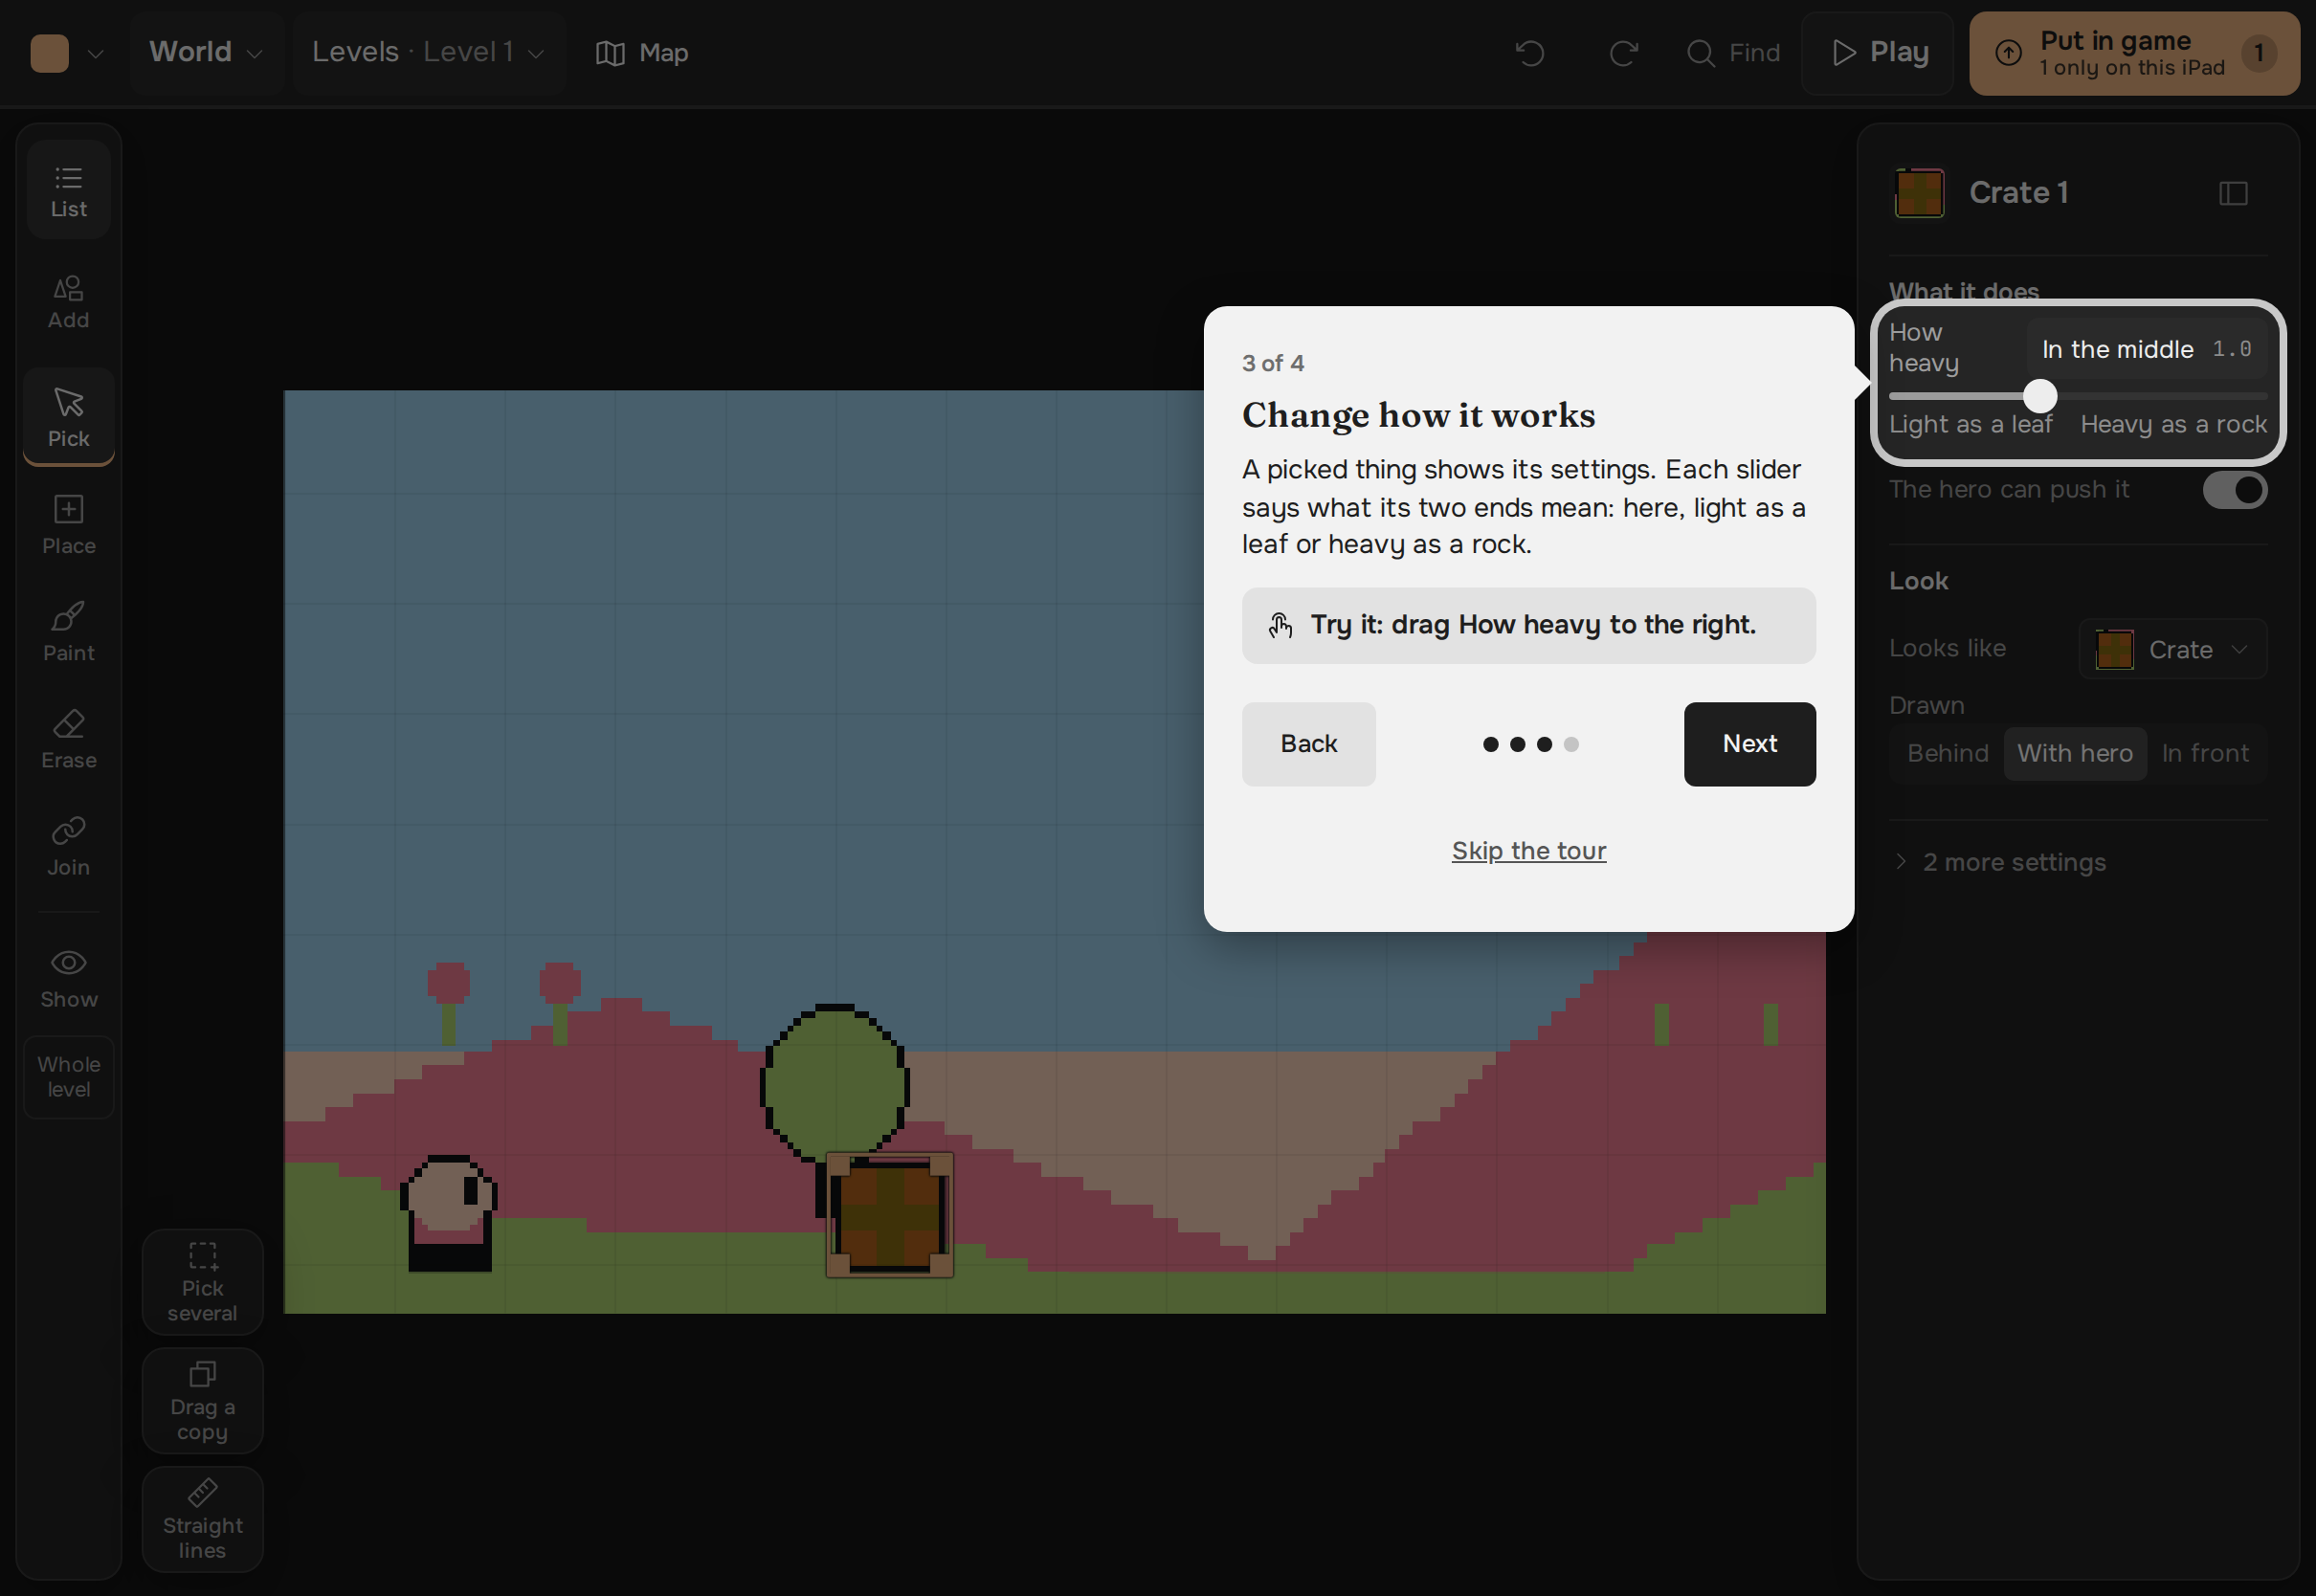 World
Levels · Level 1
Map
Find
Play
Put in game
1 only on this iPad
1
List
Add
Pick
Place
Paint
Erase
Join
Show
Whole
level
Pick
several
Drag a
copy
Straight
lines
3 of 4
Change how it works
A picked thing shows its settings. Each slider
says what its two ends mean: here, light as a
leaf or heavy as a rock.
Try it: drag How heavy to the right.
Back
Next
Skip the tour
Crate 1
What it does
How
heavy
In the middle 1.0
Light as a leaf Heavy as a rock
The hero can push it
Look
Looks like
Crate
Drawn
Behind With hero In front
2 more settings